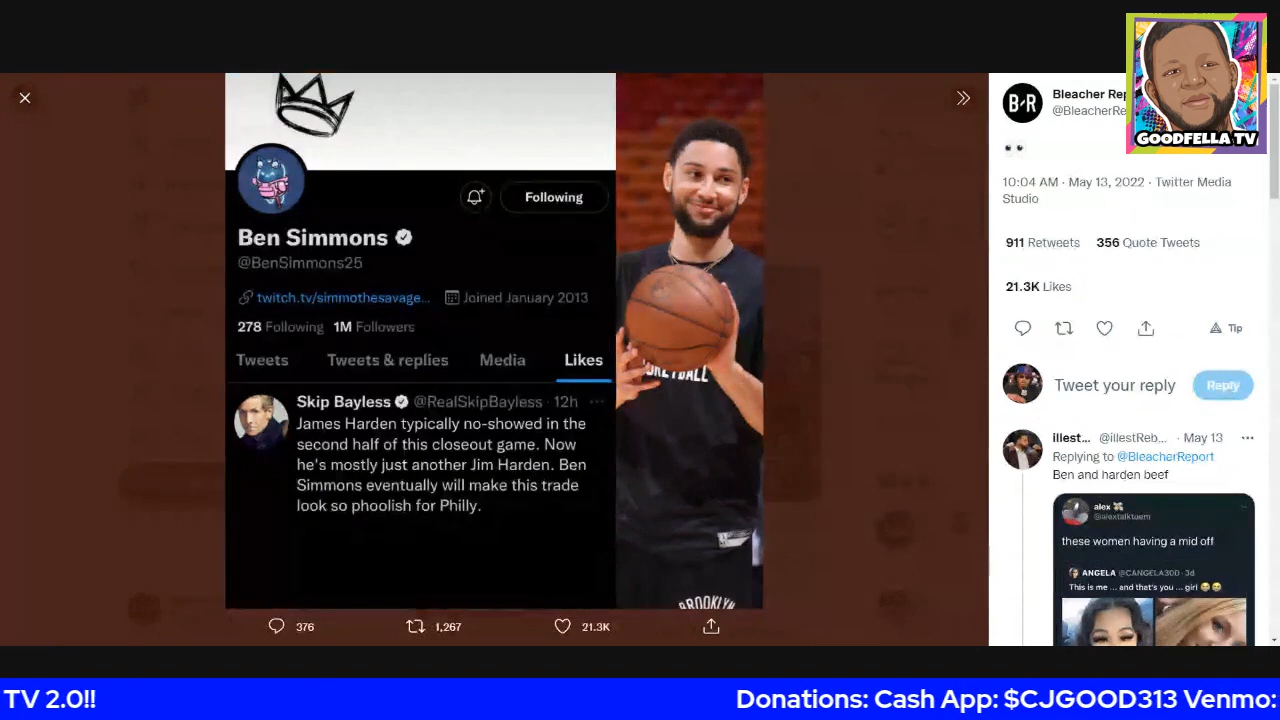 Ben Simmons
@BenSimmons25
twitch.tv/simmothesavage...
Joined January 2013
278 Following 1M Followers
Following
Tweets
Tweets & replies
Media
Likes
Skip Bayless @RealSkipBayless · 12h ···
James Harden typically no-showed in the
second half of this closeout game. Now
he's mostly just another Jim Harden. Ben
Simmons eventually will make this trade
look so phoolish for Philly.
BROOKLYN
376
1,267
21.3K
B/R
Bleacher Rep
@BleacherRe
GOODFELLA TV
10:04 AM · May 13, 2022 · Twitter Media
Studio
911 Retweets 356 Quote Tweets
21.3K Likes
Tip
Tweet your reply
Reply
illest... @illestReb... · May 13 ···
Replying to @BleacherReport
Ben and harden beef
alex
@alextalktoem
these women having a mid off
ANGELA @CANGELA30D · 3d
This is me ... and that's you ... girl 😂😂
TV 2.0!!
Donations: Cash App: $CJGOOD313 Venmo: